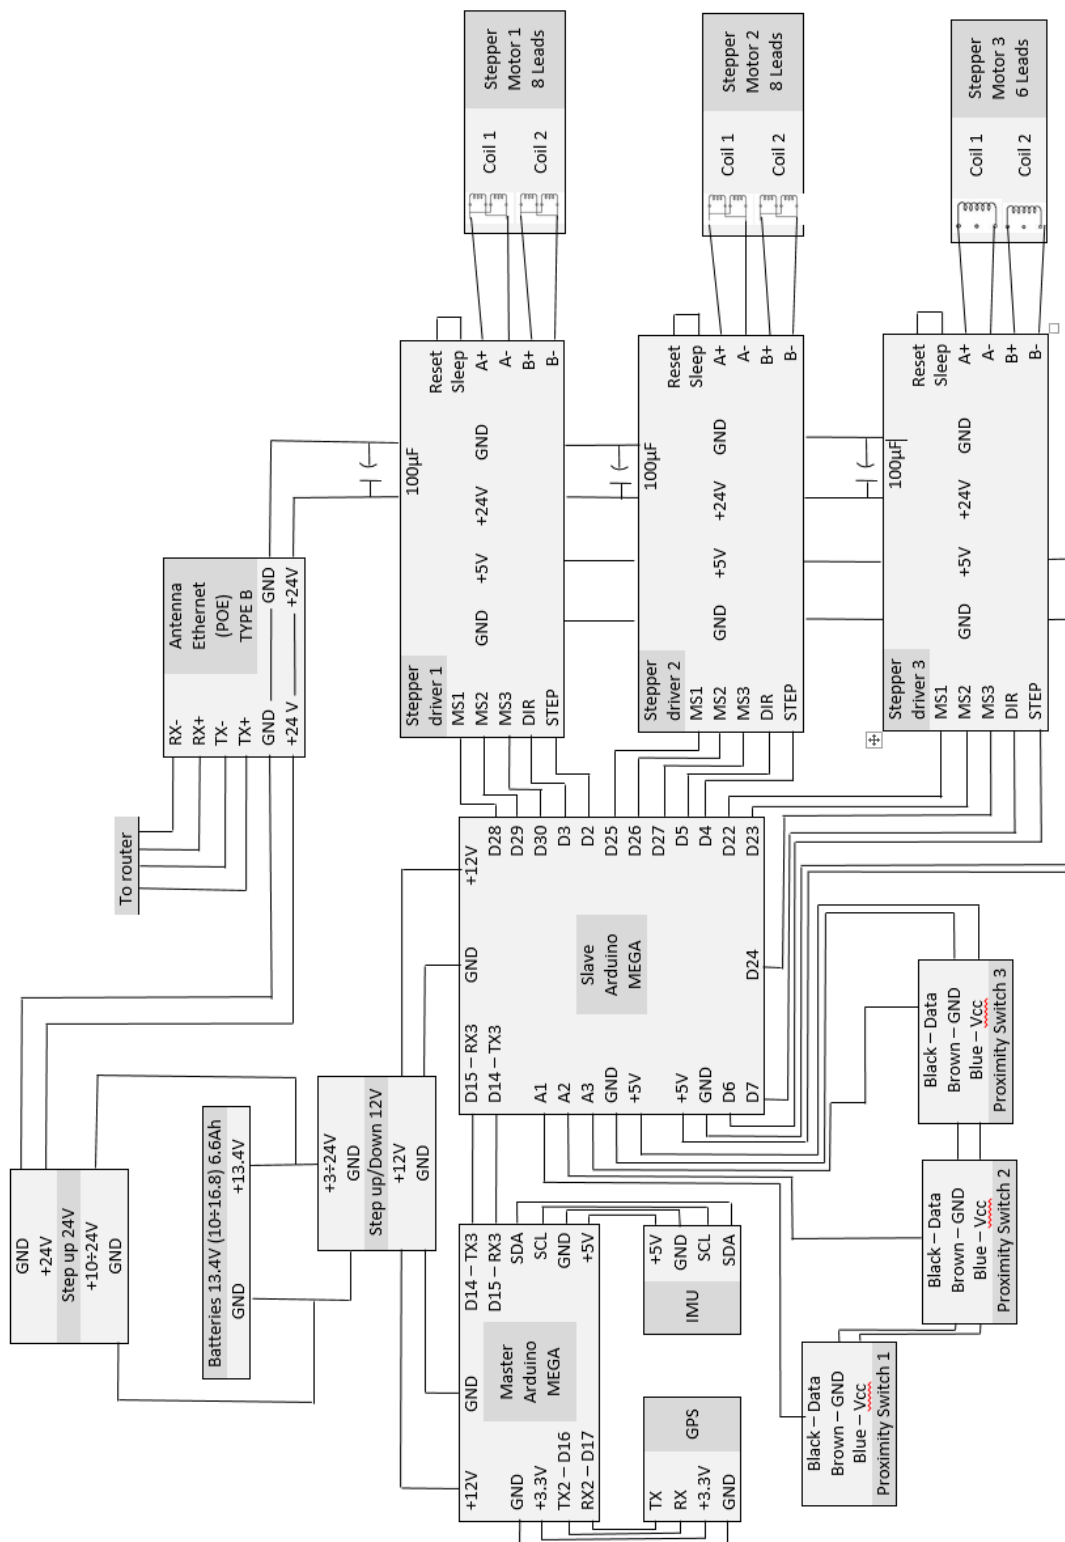 Stepper
Motor 1
8 Leads
Coil 1
Coil 2
Stepper
Motor 2
8 Leads
Coil 1
Coil 2
Stepper
Motor 3
6 Leads
Coil 1
Coil 2
Reset
Sleep
A+
A-
B+
B-
100μF
GND
+24V
+5V
GND
Stepper
driver 1
MS1
MS2
MS3
DIR
STEP
Reset
Sleep
A+
A-
B+
B-
100μF
GND
+24V
+5V
GND
Stepper
driver 2
MS1
MS2
MS3
DIR
STEP
Reset
Sleep
A+
A-
B+
B-
100μF
GND
+24V
+5V
GND
Stepper
driver 3
MS1
MS2
MS3
DIR
STEP
Antenna
Ethernet
(POE)
TYPE B
GND
+24V
RX-
RX+
TX-
TX+
GND
+24 V
To router
+12V
GND
D28
D29
D30
D3
D2
D25
D26
D27
D5
D4
D22
D23
D24
Slave
Arduino
MEGA
D15 – RX3
D14 – TX3
A1
A2
A3
GND
+5V
+5V
GND
D6
D7
GND
+24V
Step up 24V
+10÷24V
GND
Batteries 13.4V (10÷16.8) 6.6Ah
GND
+13.4V
+3÷24V
GND
Step up/Down 12V
+12V
GND
D14 – TX3
D15 – RX3
SDA
SCL
GND
+5V
Master
Arduino
MEGA
GND
+12V
GND
+3.3V
TX2 – D16
RX2 – D17
+5V
GND
SCL
SDA
IMU
GPS
TX
RX
+3.3V
GND
Black – Data
Brown – GND
Blue – Vcc
Proximity Switch 3
Black – Data
Brown – GND
Blue – Vcc
Proximity Switch 2
Black – Data
Brown – GND
Blue – Vcc
Proximity Switch 1